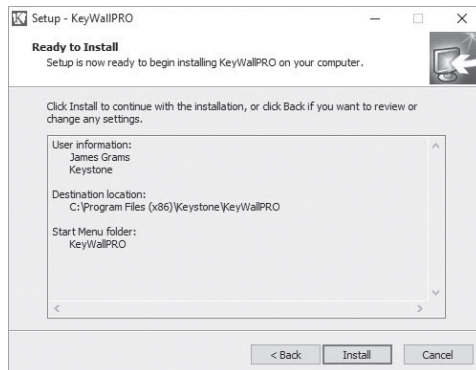 Setup - KeyWallPRO
Ready to Install
Setup is now ready to begin installing KeyWallPRO on your computer.
Click Install to continue with the installation, or click Back if you want to review or
change any settings.
User information:
James Grams
Keystone
Destination location:
C:\Program Files (x86)\Keystone\KeyWallPRO
Start Menu folder:
KeyWallPRO
< Back
Install
Cancel